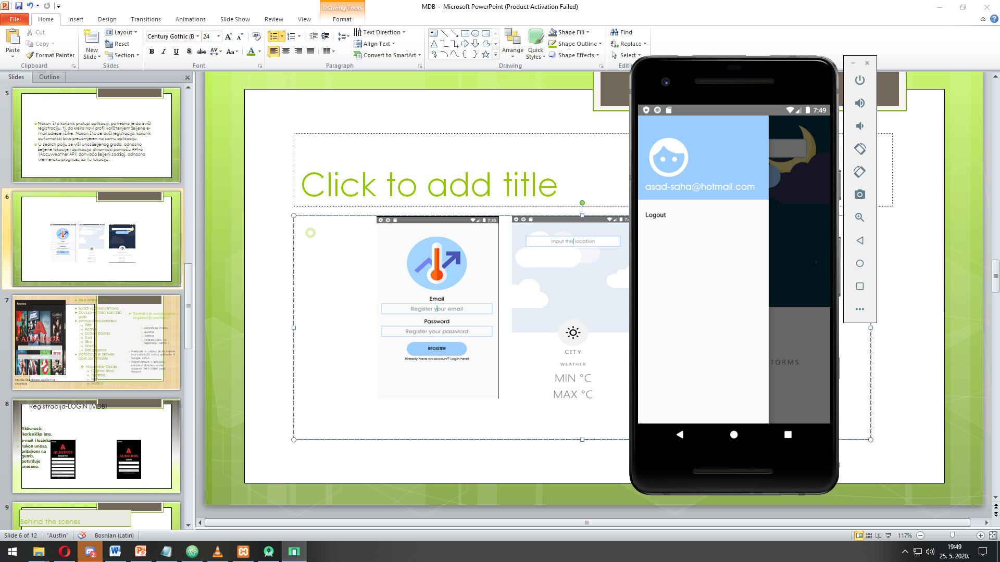 MDB - Microsoft PowerPoint (Product Activation Failed)
Drawing Tools
File
Home
Insert
Design
Transitions
Animations
Slide Show
Review
View
Format
Paste
Cut
Copy
Format Painter
Clipboard
New
Slide
Layout
Reset
Section
Slides
Century Gothic (B
24
Font
Text Direction
Align Text
Convert to SmartArt
Paragraph
Arrange
Quick
Styles
Shape Fill
Shape Outline
Shape Effects
Drawing
Find
Replace
Select
Slides
Outline
5
Nakon što korisnik pristupi aplikaciji, potrebno je da izvrši
registraciju, tj. da kreira novi profil korištenjem željene e-
mail adrese i šifre. Nakon što se izvrši registracija, korisnik
automatski biva preusmjeren na samu aplikaciju.
U search polju se vrši unos željenog grada, odnosno
željene lokacije i aplikacija dinamički pomoću API-a
(Accuweather API) dohvaća željeni sadržaj, odnosno
vremensku prognozu za tu lokaciju.
6
7
Movies
ALBATROS
8
Registracija-LOGIN (MDB)
Aktivnosti:
korisničko ime,
e-mail i lozinka
nakon unosa,
pritiskom na
gumb,
potvrđuje
uneseno.
ALBATROS
REGISTER
ALBATROS
LOGIN
9
Behind the scenes
Click to add title
7:35
Email
Register your email
Password
Register your password
REGISTER
Already have an account? Login here!
Input the location
CITY
WEATHER
MIN °C
MAX °C
7:49
asad-saha@hotmail.com
Logout
TORMS
Slide 6 of 12
"Austin"
Bosnian (Latin)
117%
2
19:49
25. 5. 2020.